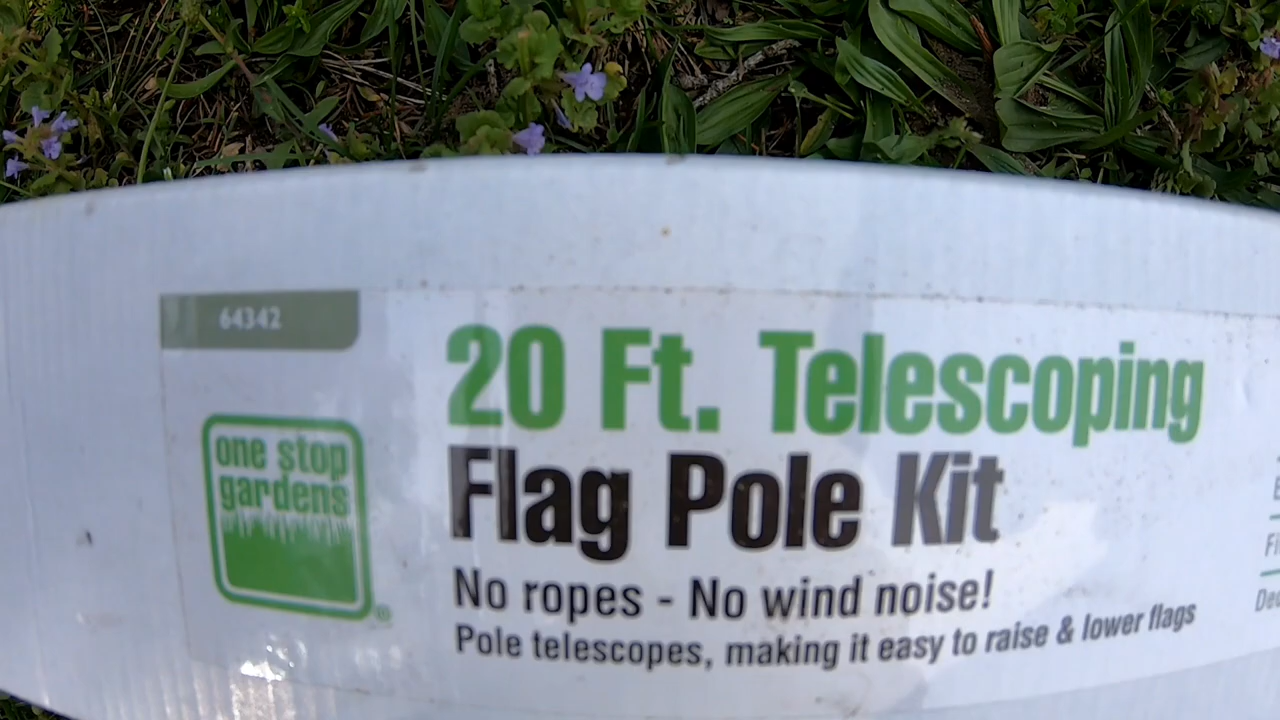 64342
one stop
gardens
®
20 Ft. Telescoping
Flag Pole Kit
No ropes - No wind noise!
Pole telescopes, making it easy to raise & lower flags